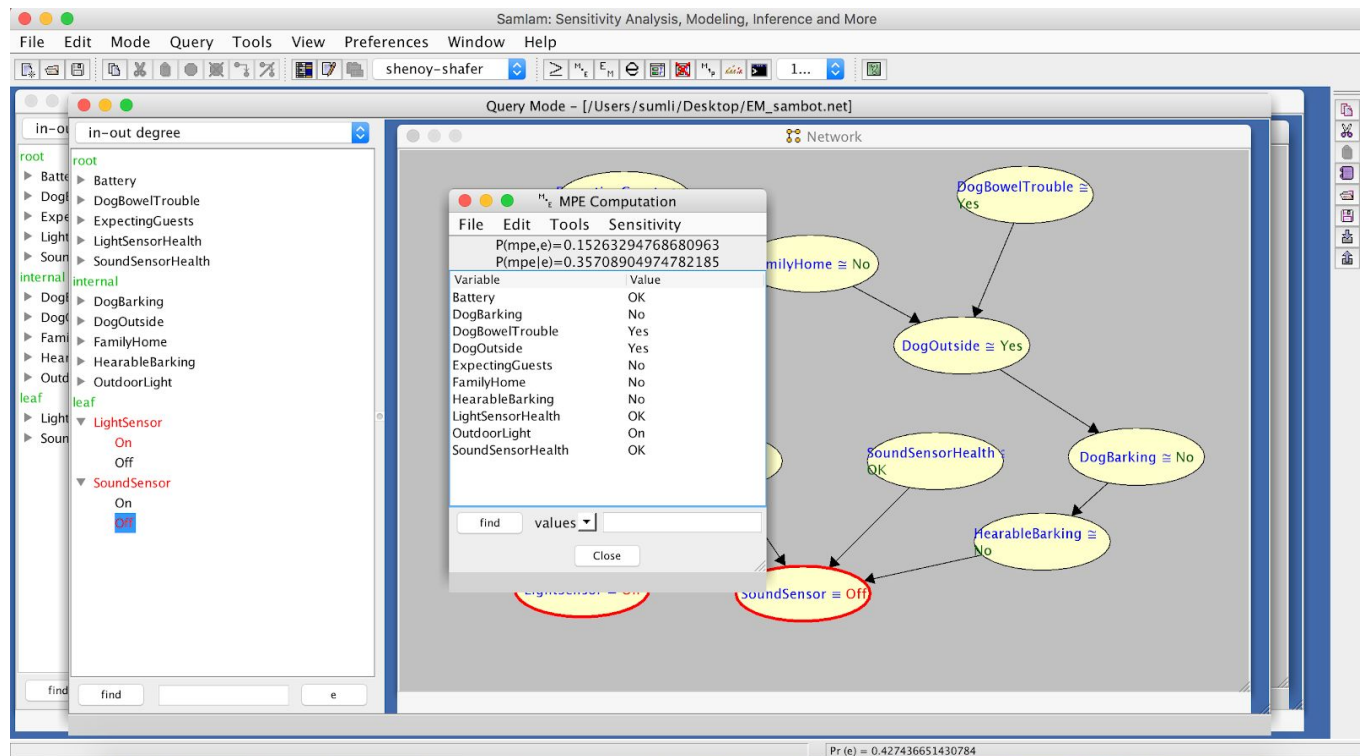 Samlam: Sensitivity Analysis, Modeling, Inference and More
File Edit Mode Query Tools View Preferences Window Help
shenoy-shafer
1...
Query Mode – [/Users/sumli/Desktop/EM_sambot.net]
in-out degree
root
Battery
DogBowelTrouble
ExpectingGuests
LightSensorHealth
SoundSensorHealth
internal
DogBarking
DogOutside
FamilyHome
HearableBarking
OutdoorLight
leaf
LightSensor
On
Off
SoundSensor
On
Off
find
e
root
internal
leaf
find
Network
DogBowelTrouble ≅
Yes
No
DogOutside ≅ Yes
SoundSensorHealth
OK
DogBarking ≅ No
HearableBarking ≅
No
SoundSensor ≡ Off
MPE Computation
File Edit Tools Sensitivity
P(mpe,e)=0.15263294768680963
P(mpe|e)=0.35708904974782185
Variable Value
Battery OK
DogBarking No
DogBowelTrouble Yes
DogOutside Yes
ExpectingGuests No
FamilyHome No
HearableBarking No
LightSensorHealth OK
OutdoorLight On
SoundSensorHealth OK
find values
Close
Pr (e) = 0.427436651430784